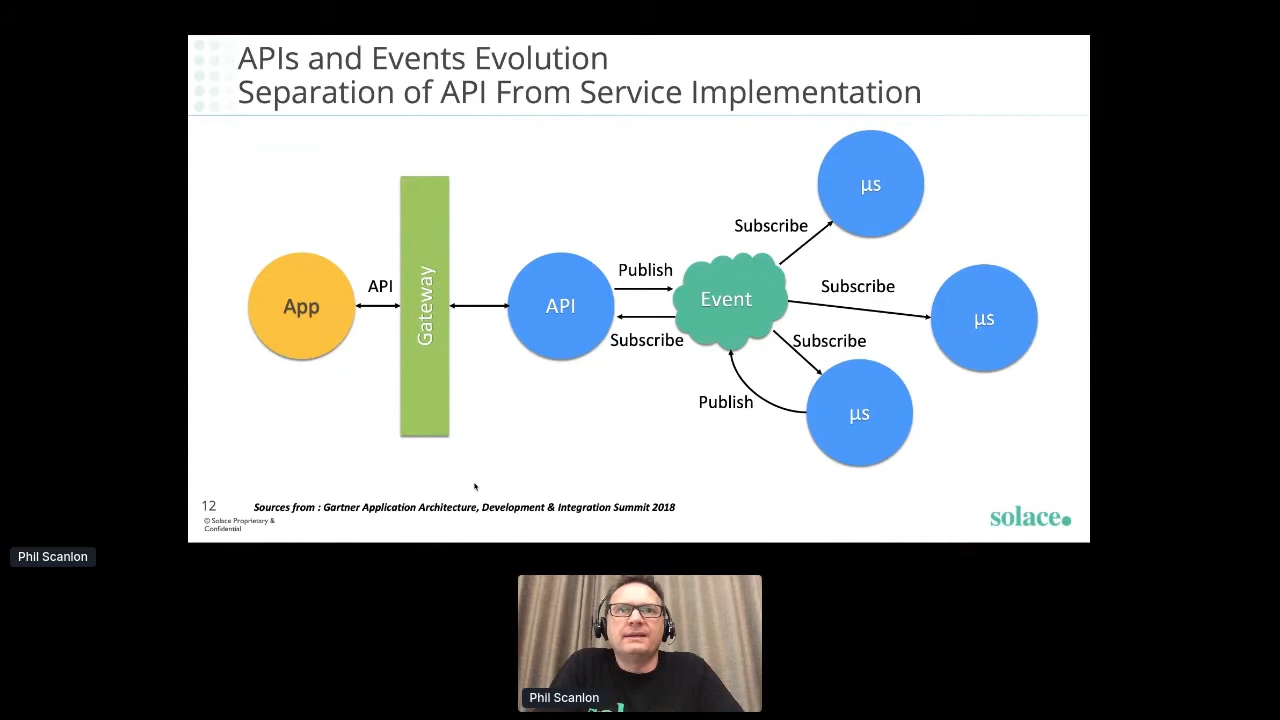 APIs and Events Evolution
Separation of API From Service Implementation
µs
Subscribe
Publish
Subscribe
API
Gateway
Event
App
API
µs
Subscribe
Subscribe
Publish
µs
12
Sources from : Gartner Application Architecture, Development & Integration Summit 2018
© Solace Proprietary &
Confidential
solace.
Phil Scanlon
Phil Scanlon